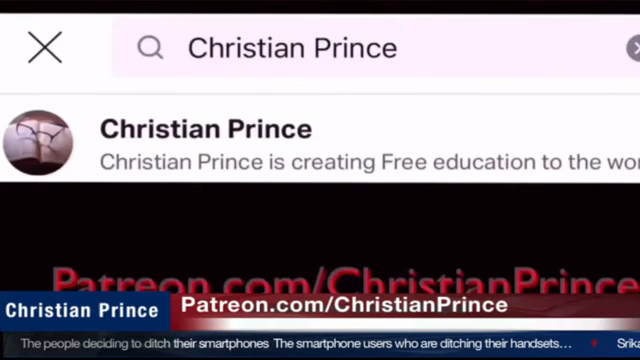 Christian Prince
Christian Prince
Christian Prince is creating Free education to the wor
Patreon.com/ChristianPrince
Christian Prince
Patreon.com/ChristianPrince
The people deciding to ditch their smartphones The smartphone users who are ditching their handsets... Srika